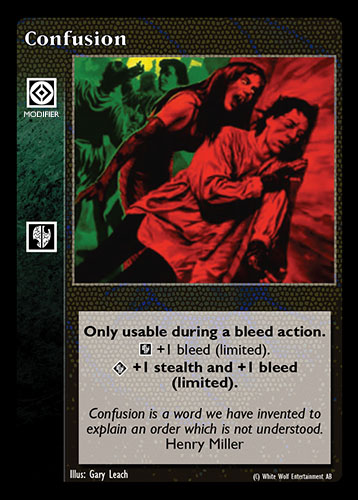 Confusion
MODIFIER
Only usable during a bleed action.
+1 bleed (limited).
+1 stealth and +1 bleed
(limited).
Confusion is a word we have invented to
explain an order which is not understood.
Henry Miller
Illus: Gary Leach
(C) White Wolf Entertainment AB